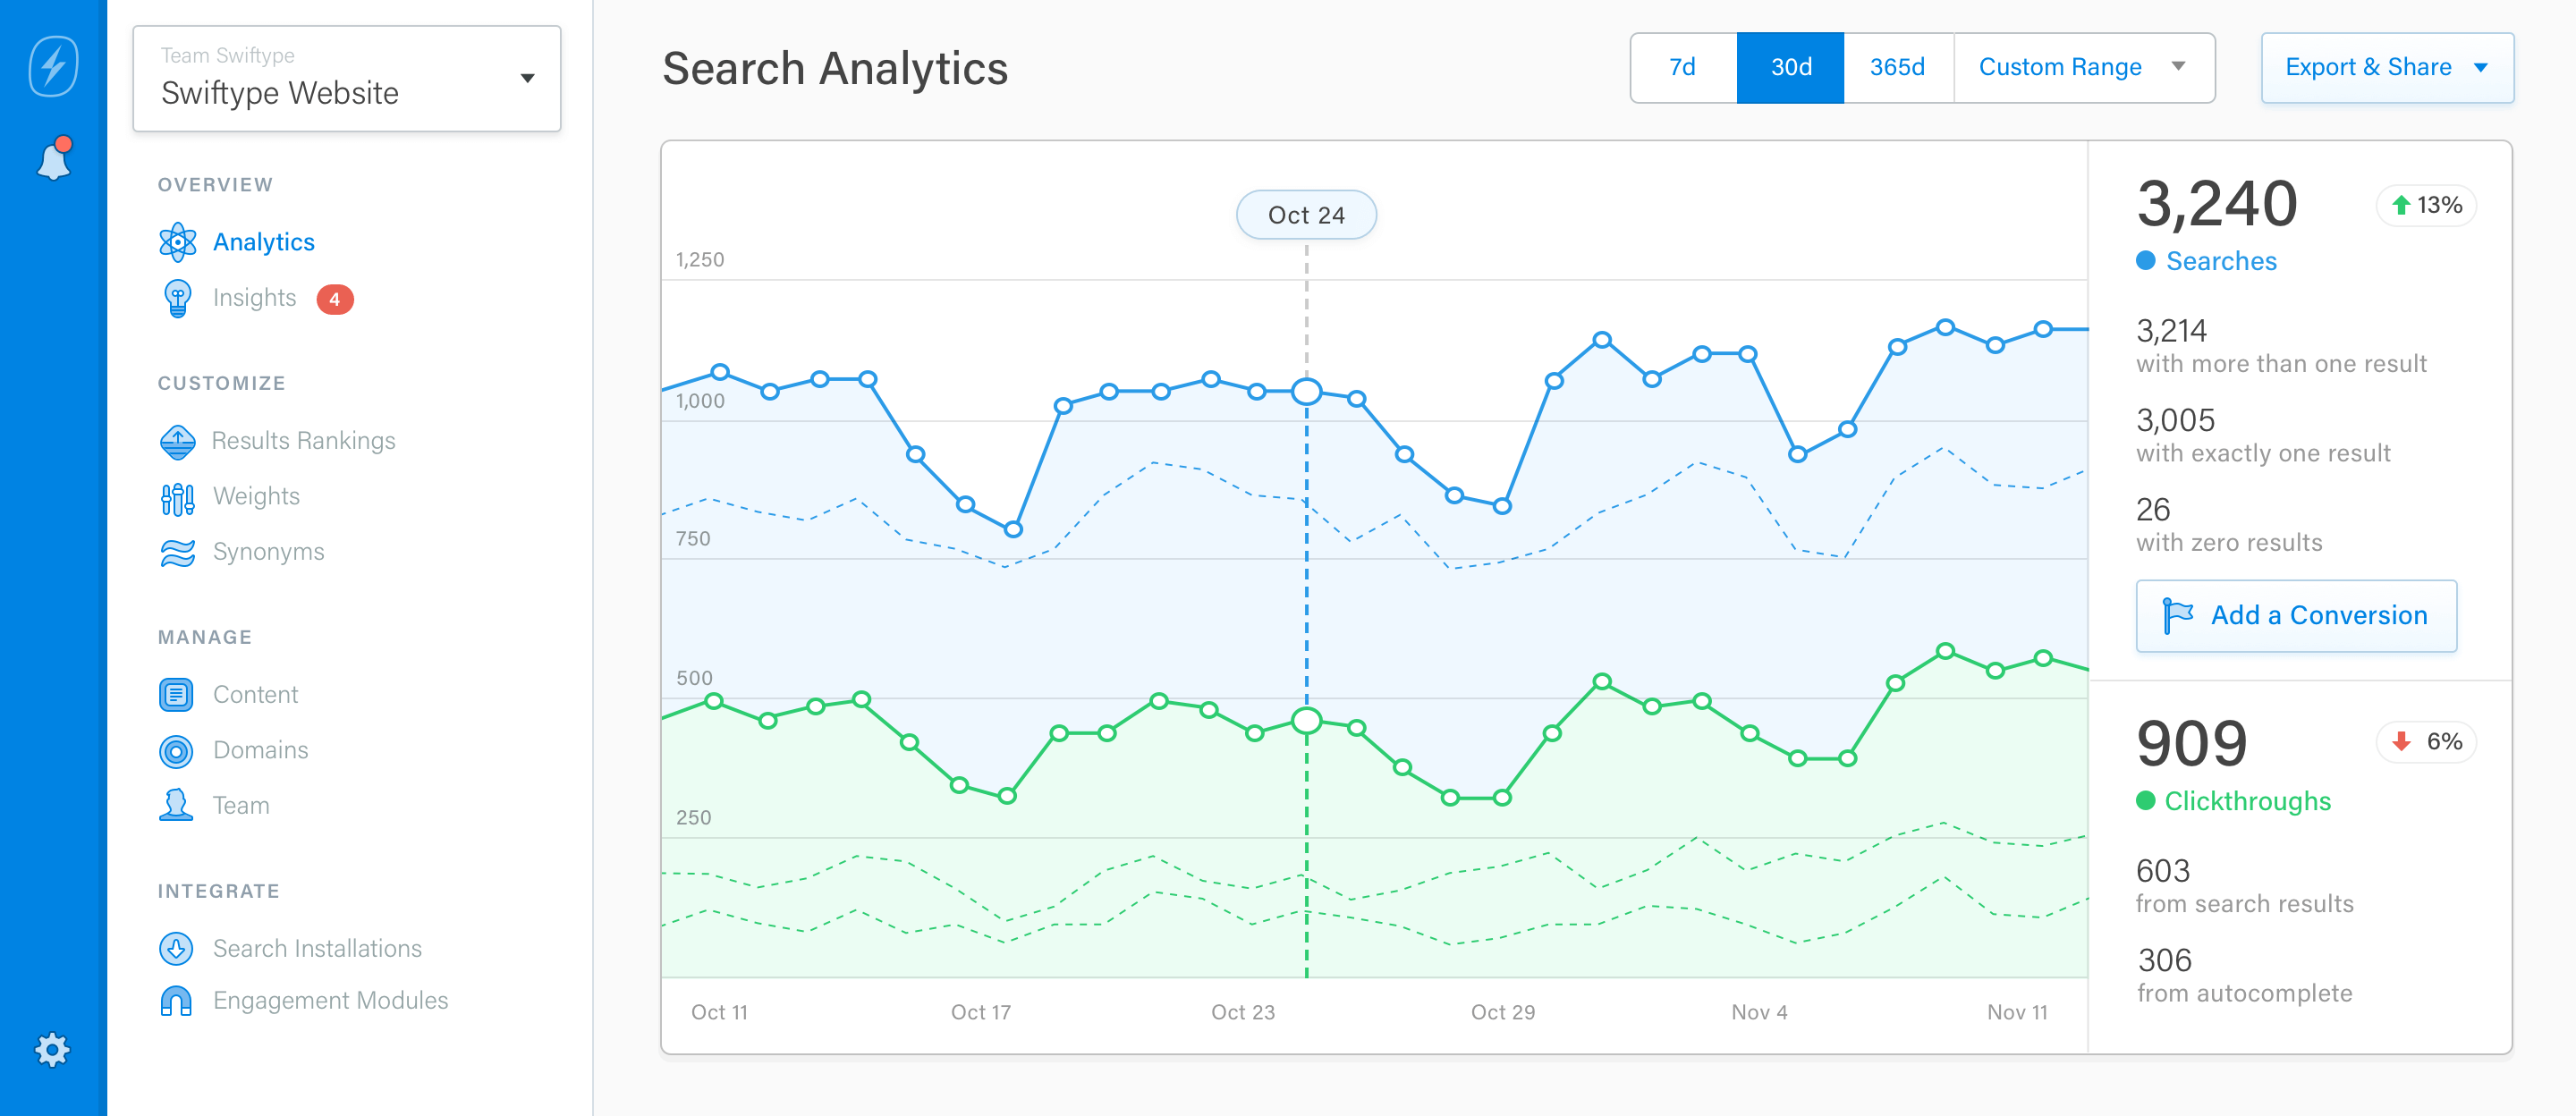 Team Swiftype
Swiftype Website
OVERVIEW
Analytics
Insights 4
CUSTOMIZE
Results Rankings
Weights
Synonyms
MANAGE
Content
Domains
Team
INTEGRATE
Search Installations
Engagement Modules
Search Analytics
7d 30d 365d Custom Range
Export & Share
Oct 24
1,250
1,000
750
500
250
Oct 11 Oct 17 Oct 23 Oct 29 Nov 4 Nov 11
3,240 13%
Searches
3,214
with more than one result
3,005
with exactly one result
26
with zero results
Add a Conversion
909 6%
Clickthroughs
603
from search results
306
from autocomplete